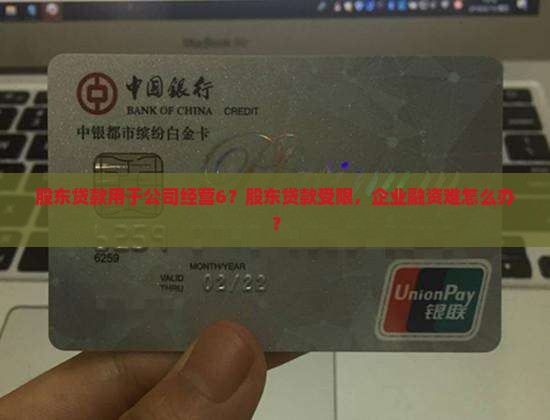 中国银行
BANK OF CHINA CREDIT
中银都市缤纷白金卡
股东贷款用于公司经营6？股东贷款受限，企业融资难怎么办
？
6259
6259
MONTH/YEAR
VALID
THRU
02/22
UnionPay
银联